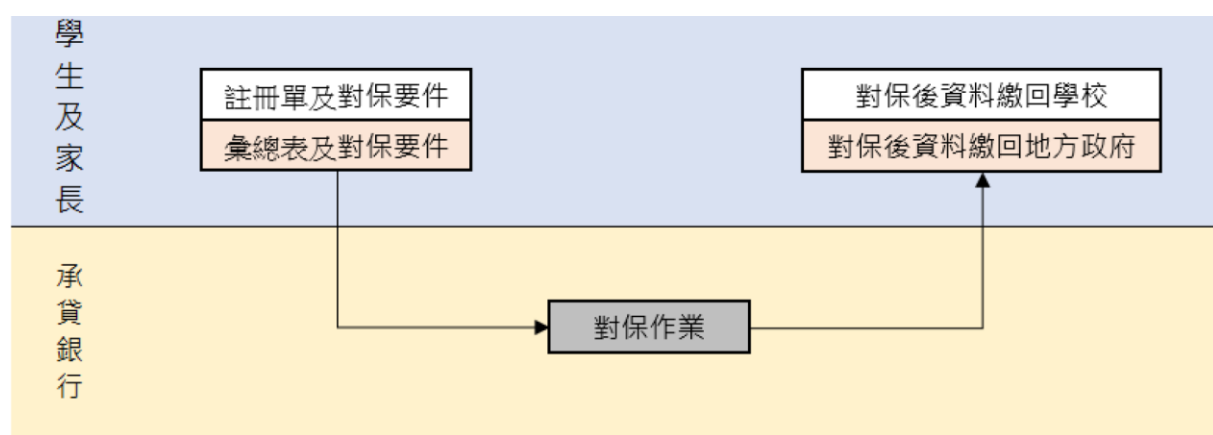 學生及家長
註冊單及對保要件
彙總表及對保要件
對保後資料繳回學校
對保後資料繳回地方政府
承貸銀行
對保作業